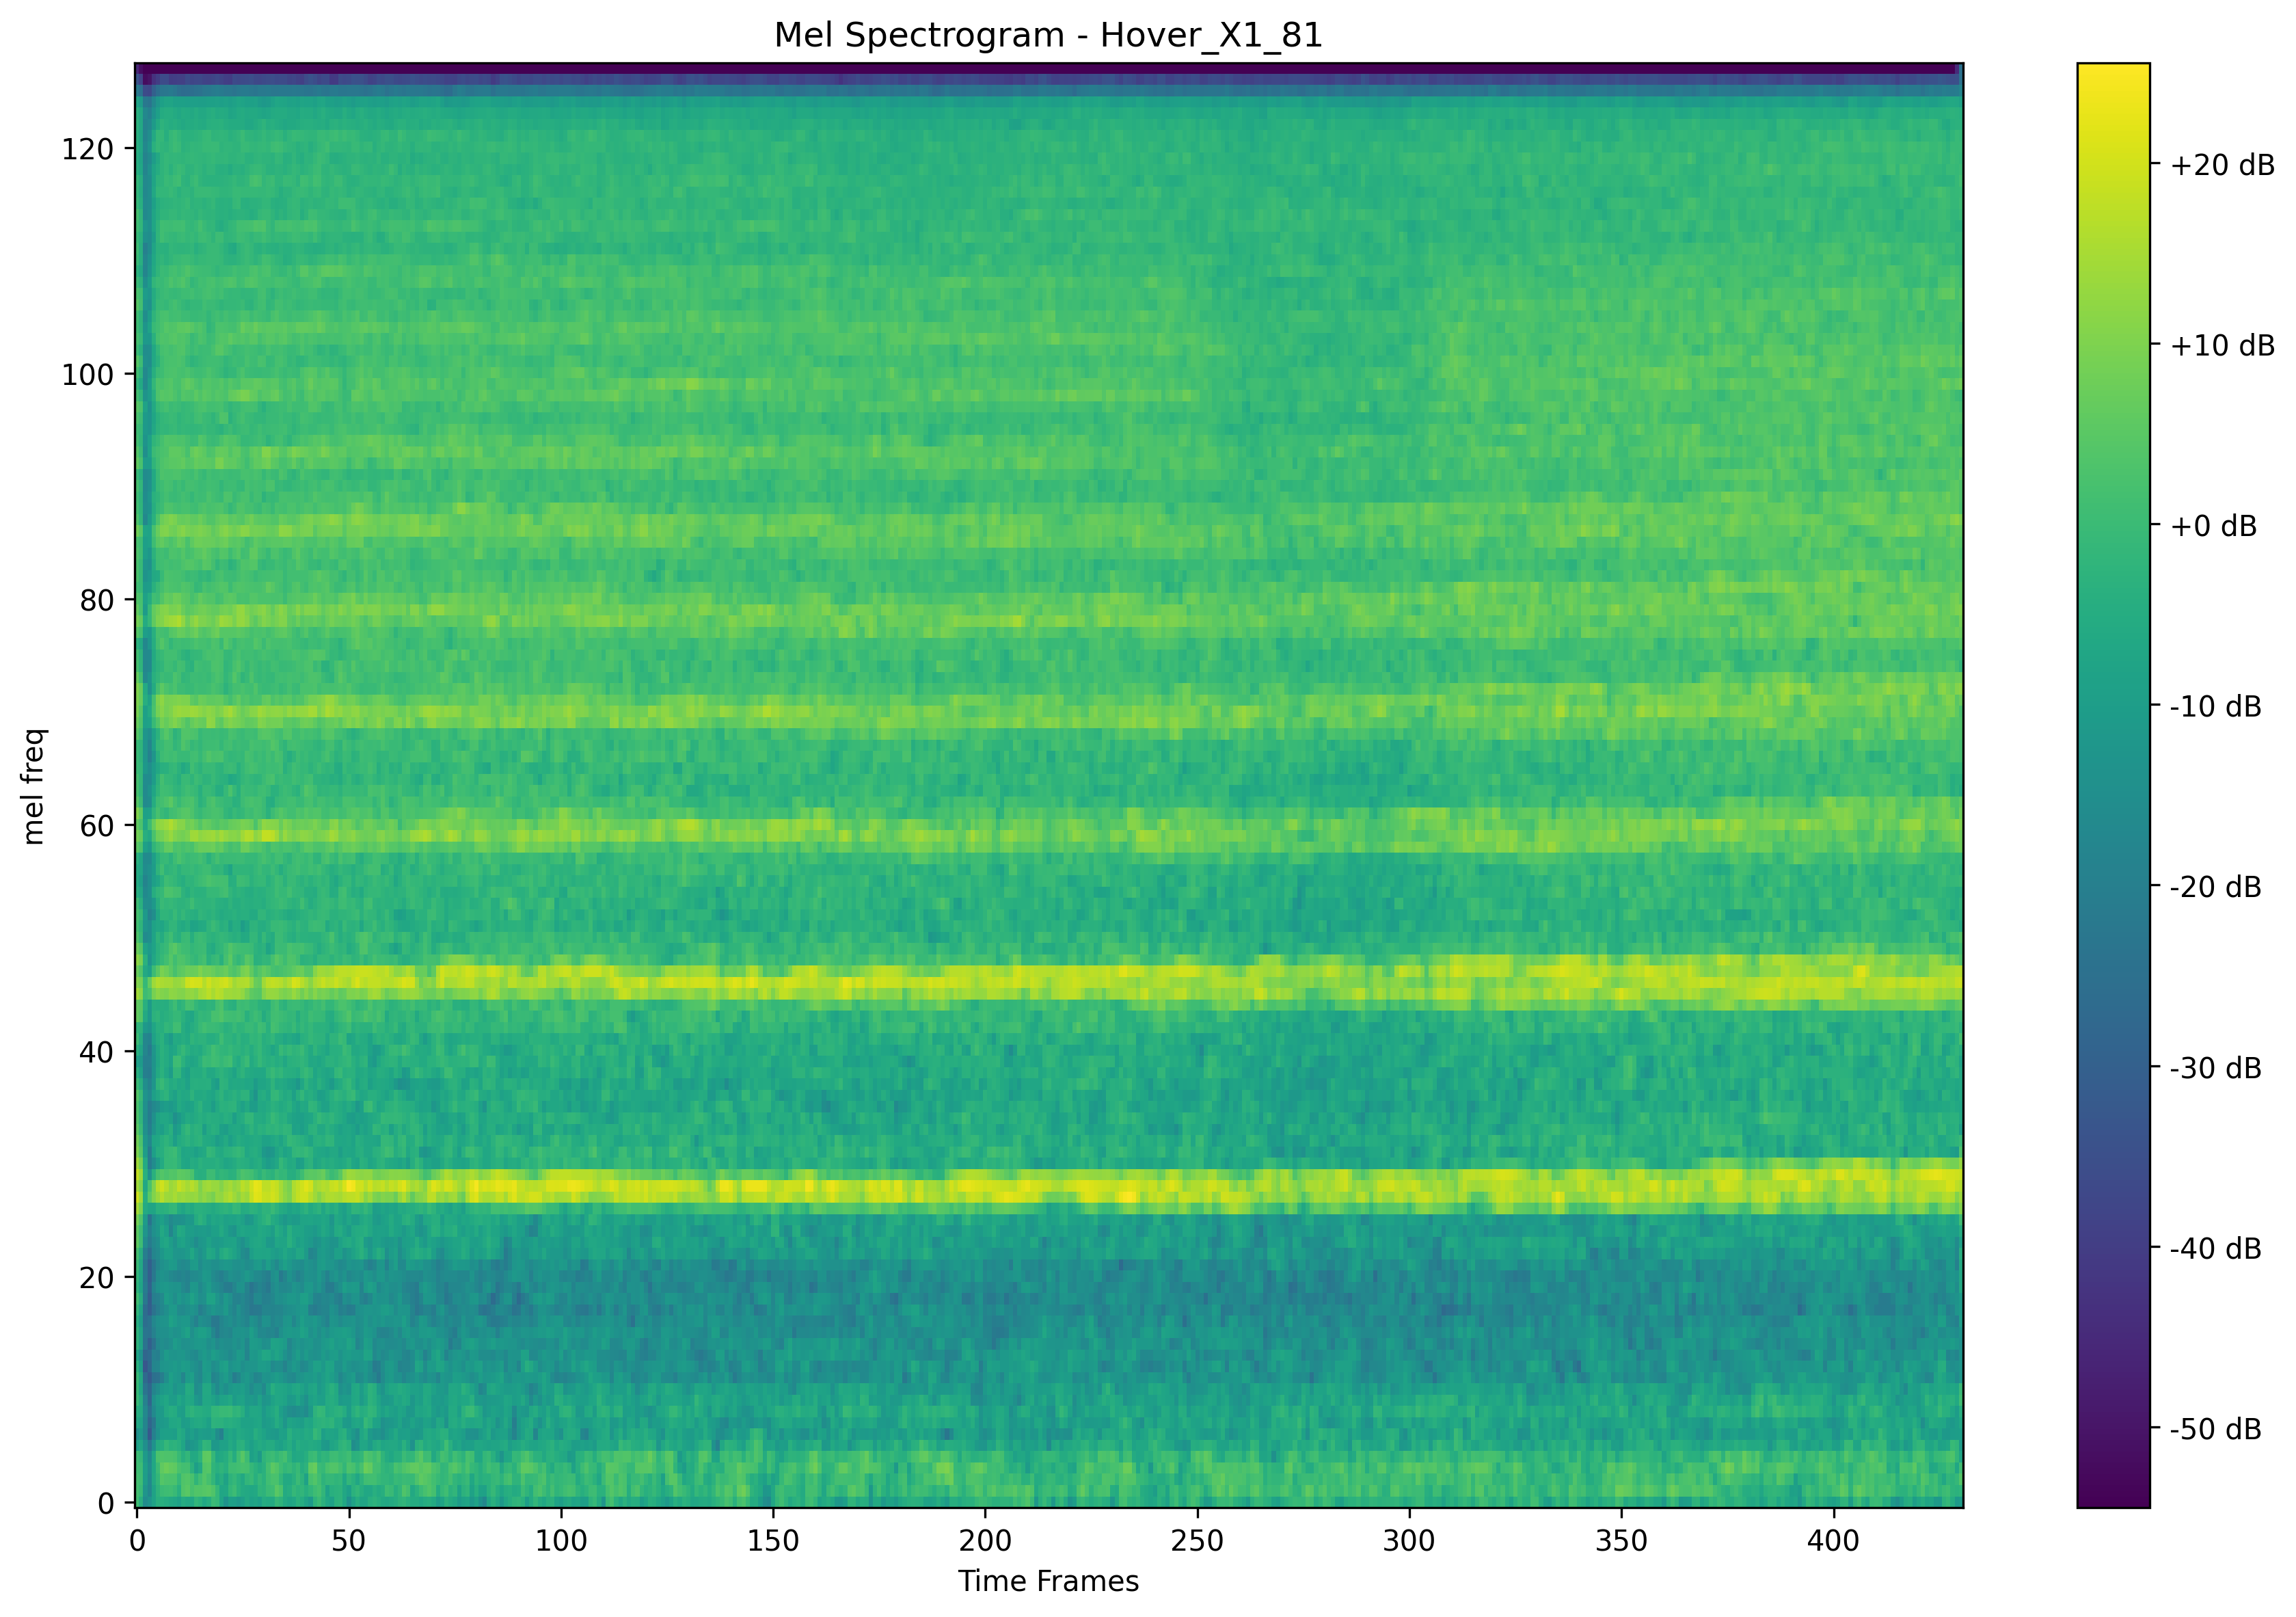 Mel Spectrogram - Hover_X1_81
mel freq
120
100
80
60
40
20
0
0 50 100 150 200 250 300 350 400
Time Frames
+20 dB
+10 dB
+0 dB
-10 dB
-20 dB
-30 dB
-40 dB
-50 dB